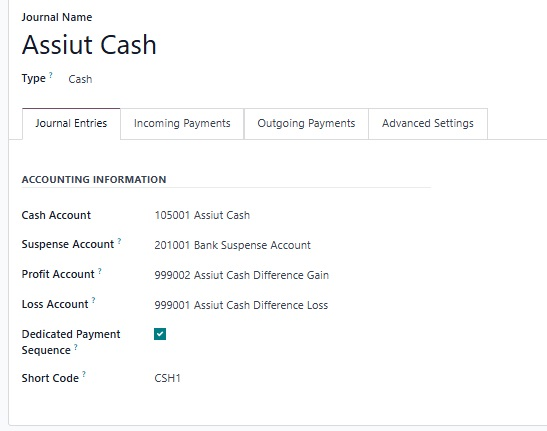 Journal Name
Assiut Cash
Type ? Cash
Journal Entries Incoming Payments Outgoing Payments Advanced Settings
ACCOUNTING INFORMATION
Cash Account 105001 Assiut Cash
Suspense Account ? 201001 Bank Suspense Account
Profit Account ? 999002 Assiut Cash Difference Gain
Loss Account ? 999001 Assiut Cash Difference Loss
Dedicated Payment
Sequence ?
Short Code ? CSH1